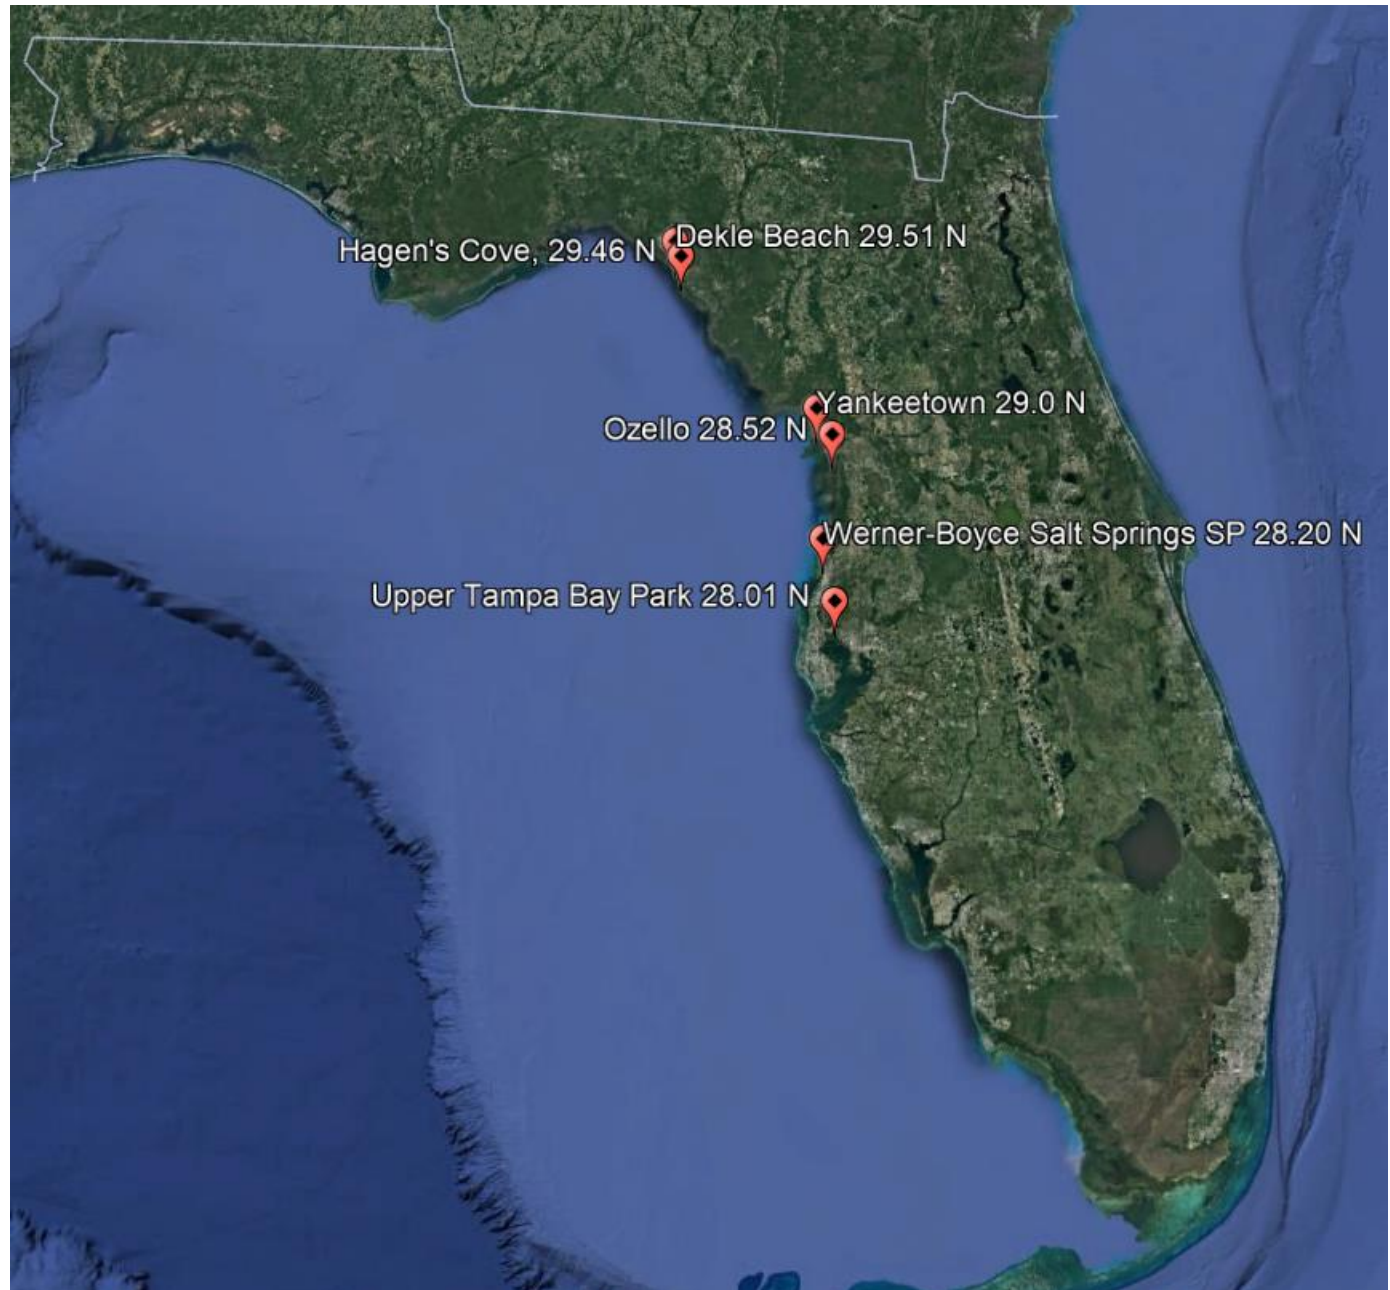 Dekle Beach 29.51 N
Hagen's Cove, 29.46 N
Yankeetown 29.0 N
Ozello 28.52 N
Werner-Boyce Salt Springs SP 28.20 N
Upper Tampa Bay Park 28.01 N